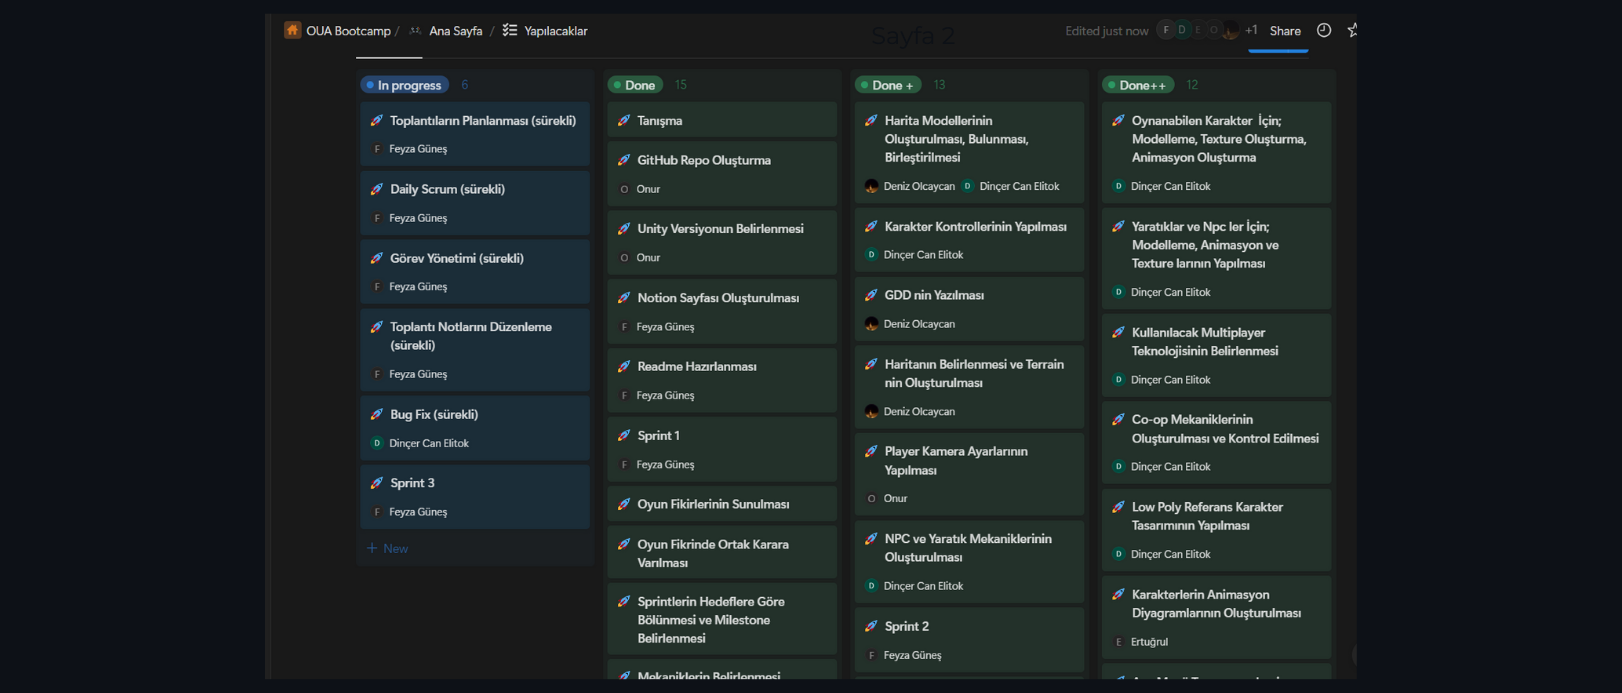 OUA Bootcamp / Ana Sayfa / Yapılacaklar
Sayfa 2
Edited just now
F D E O +1 Share
In progress 6
Toplantıların Planlanması (sürekli)
F Feyza Güneş
Daily Scrum (sürekli)
F Feyza Güneş
Görev Yönetimi (sürekli)
F Feyza Güneş
Toplantı Notlarını Düzenleme
(sürekli)
F Feyza Güneş
Bug Fix (sürekli)
D Dinçer Can Elitok
Sprint 3
F Feyza Güneş
+ New
Done 15
Tanışma
GitHub Repo Oluşturma
O Onur
Unity Versiyonun Belirlenmesi
O Onur
Notion Sayfası Oluşturulması
F Feyza Güneş
Readme Hazırlanması
F Feyza Güneş
Sprint 1
F Feyza Güneş
Oyun Fikirlerinin Sunulması
Oyun Fikrinde Ortak Karara
Varılması
Sprintlerin Hedeflere Göre
Bölünmesi ve Milestone
Belirlenmesi
Mekaniklerin Belirlenmesi
Done + 13
Harita Modellerinin
Oluşturulması, Bulunması,
Birleştirilmesi
Deniz Olcaycan D Dinçer Can Elitok
Karakter Kontrollerinin Yapılması
D Dinçer Can Elitok
GDD nin Yazılması
Deniz Olcaycan
Haritanın Belirlenmesi ve Terrain
nin Oluşturulması
Deniz Olcaycan
Player Kamera Ayarlarının
Yapılması
O Onur
NPC ve Yaratık Mekaniklerinin
Oluşturulması
D Dinçer Can Elitok
Sprint 2
F Feyza Güneş
Done++ 12
Oynanabilen Karakter İçin;
Modelleme, Texture Oluşturma,
Animasyon Oluşturma
D Dinçer Can Elitok
Yaratıklar ve Npc ler İçin;
Modelleme, Animasyon ve
Texture larının Yapılması
D Dinçer Can Elitok
Kullanılacak Multiplayer
Teknolojisinin Belirlenmesi
D Dinçer Can Elitok
Co-op Mekaniklerinin
Oluşturulması ve Kontrol Edilmesi
D Dinçer Can Elitok
Low Poly Referans Karakter
Tasarımının Yapılması
D Dinçer Can Elitok
Karakterlerin Animasyon
Diyagramlarının Oluşturulması
E Ertuğrul